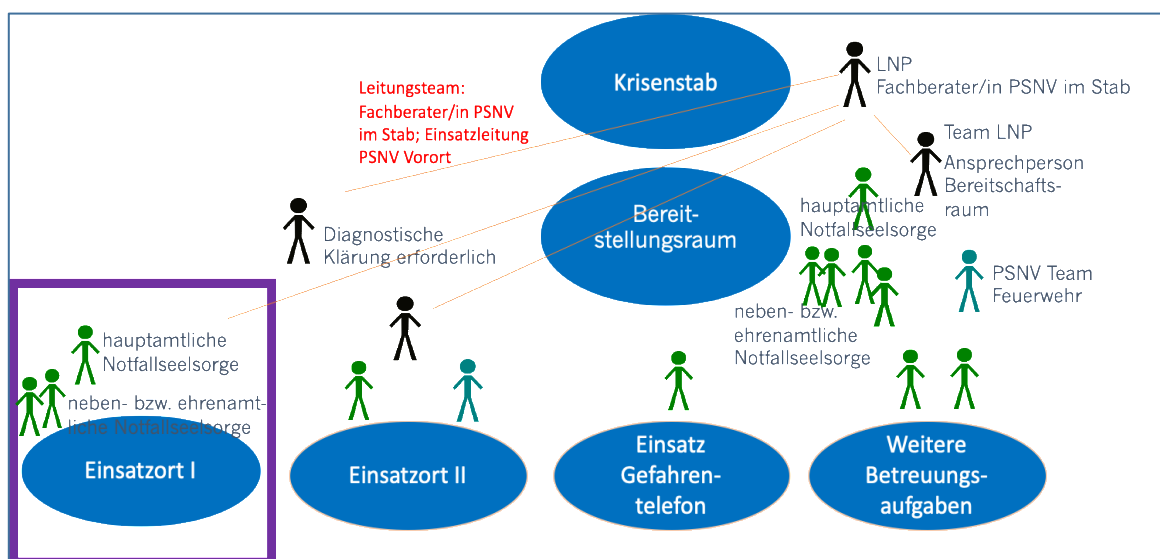 Krisenstab
LNP
Fachberater/in PSNV im Stab
Leitungsteam:
Fachberater/in PSNV
im Stab; Einsatzleitung
PSNV Vorort
Team LNP
Ansprechperson
Bereitschafts-
raum
Bereit-
stellungsraum
hauptamtliche
Notfallseelsorge
Diagnostische
Klärung erforderlich
PSNV Team
Feuerwehr
neben- bzw.
ehrenamtliche
Notfallseelsorge
hauptamtliche
Notfallseelsorge
neben- bzw. ehrenamt-
liche Notfallseelsorge
Einsatzort I
Einsatzort II
Einsatz
Gefahren-
telefon
Weitere
Betreuungs-
aufgaben